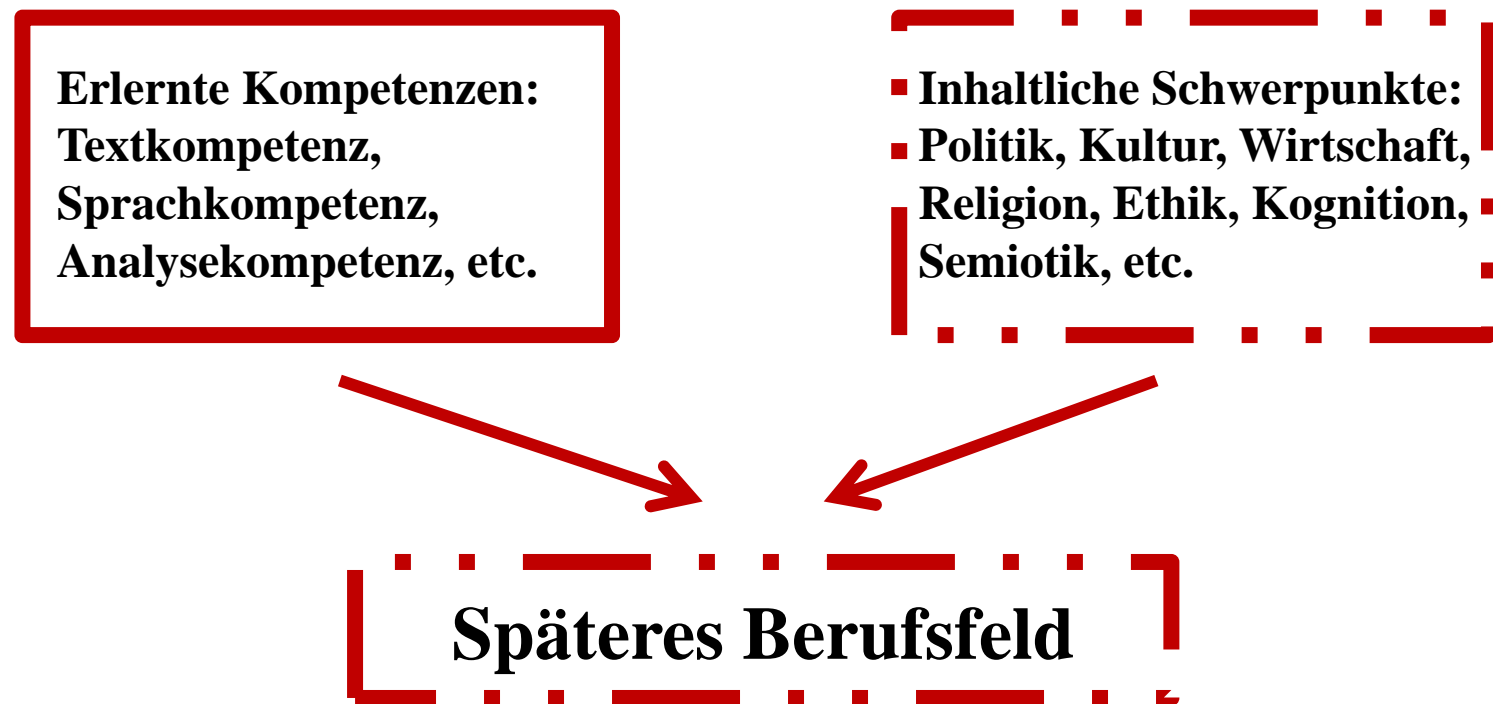 Erlernte Kompetenzen:
Textkompetenz,
Sprachkompetenz,
Analysekompetenz, etc.
Inhaltliche Schwerpunkte:
Politik, Kultur, Wirtschaft,
Religion, Ethik, Kognition,
Semiotik, etc.
Späteres Berufsfeld